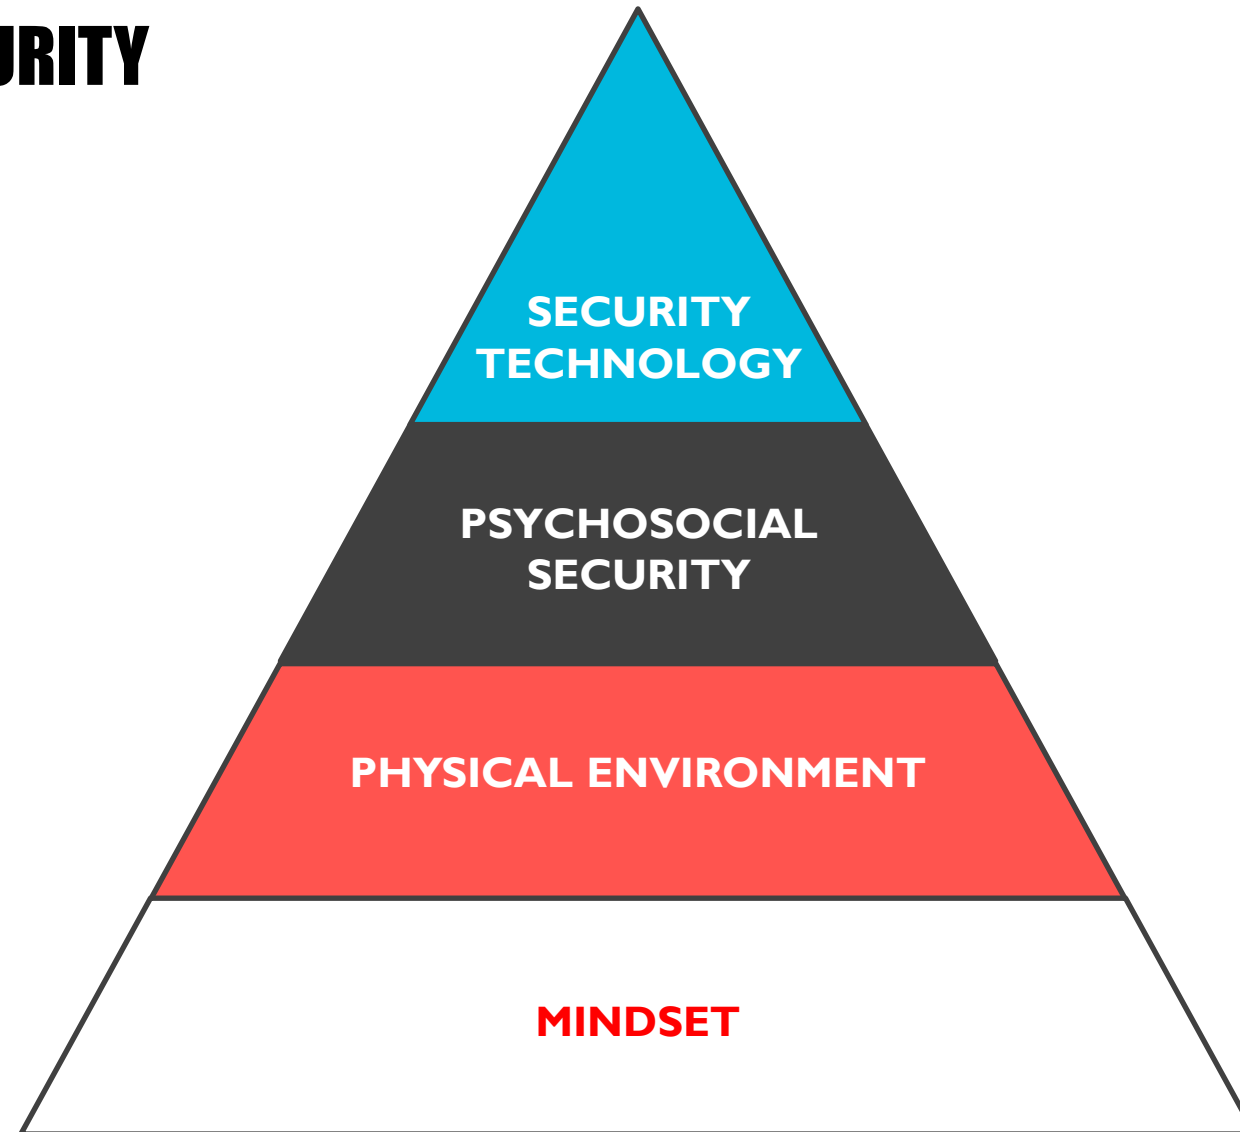 URITY
SECURITY
TECHNOLOGY
PSYCHOSOCIAL
SECURITY
PHYSICAL ENVIRONMENT
MINDSET